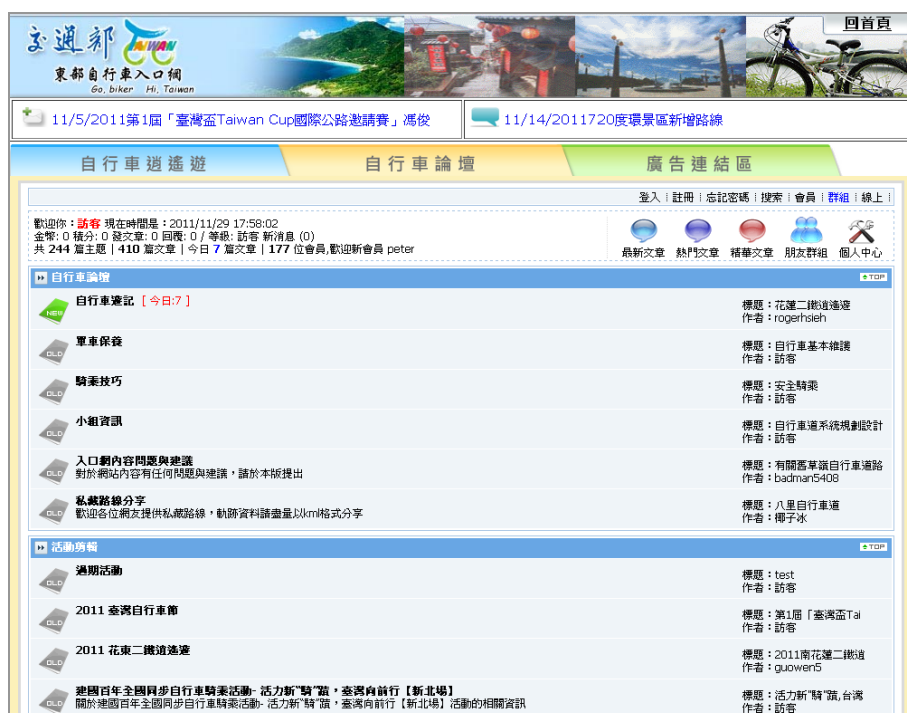 交通部 TAIWAN
東部自行車入口網
Go, biker Hi, Taiwan
回首頁
11/5/2011第1屆「臺灣盃Taiwan Cup國際公路邀請賽」馮俊
11/14/2011720度環景區新增路線
自行車逍遙遊 自行車論壇 廣告連結區
登入 註冊 忘記密碼 搜索 會員 群組 線上
歡迎你：訪客 現在時間是：2011/11/29 17:58:02
金幣: 0 積分: 0 發文章: 0 回覆: 0 / 等級: 訪客 新消息 (0)
共 244 篇主題 | 410 篇文章 | 今日 7 篇文章 | 177 位會員,歡迎新會員 peter
最新文章 熱門文章 精華文章 朋友群組 個人中心
自行車論壇 TOP
NEW 自行車遊記 [ 今日:7 ]
標題：花蓮二鐵逍遙遊
作者：rogerhsieh
OLD 單車保養
標題：自行車基本維護
作者：訪客
OLD 騎乘技巧
標題：安全騎乘
作者：訪客
OLD 小組資訊
標題：自行車道系統規劃設計
作者：訪客
OLD 入口網內容問題與建議
對於網站內容有任何問題與建議，請於本版提出
標題：有關舊草嶺自行車道路
作者：badman5408
OLD 私藏路線分享
歡迎各位網友提供私藏路線，軌跡資料請盡量以kml格式分享
標題：八里自行車道
作者：椰子冰
活動剪輯 TOP
OLD 過期活動
標題：test
作者：訪客
OLD 2011 臺灣自行車節
標題：第1屆「臺灣盃Tai
作者：訪客
OLD 2011 花東二鐵逍遙遊
標題：2011南花蓮二鐵逍
作者：guowen5
OLD 建國百年全國同步自行車騎乘活動- 活力新"騎"蹟，臺灣向前行【新北場】
關於建國百年全國同步自行車騎乘活動- 活力新"騎"蹟，臺灣向前行【新北場】活動的相關資訊
標題：活力新"騎"蹟,台灣
作者：訪客